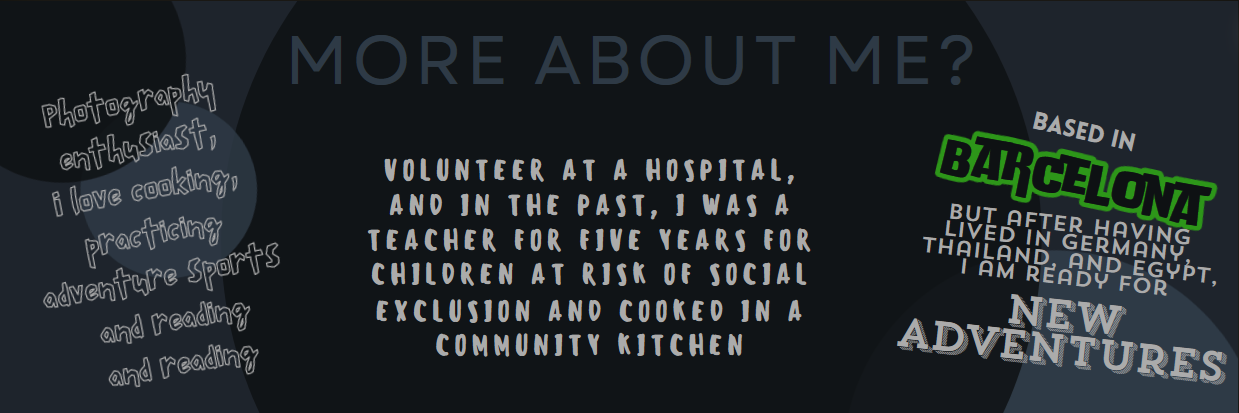 MORE ABOUT ME?
Photography
enthusiast,
i love cooking,
practicing
adventure sports
and reading
and reading
VOLUNTEER AT A HOSPITAL,
AND IN THE PAST, I WAS A
TEACHER FOR FIVE YEARS FOR
CHILDREN AT RISK OF SOCIAL
EXCLUSION AND COOKED IN A
COMMUNITY KITCHEN
BASED IN
BARCELONA
BUT AFTER HAVING
LIVED IN GERMANY,
THAILAND, AND EGYPT,
I AM READY FOR
NEW
ADVENTURES